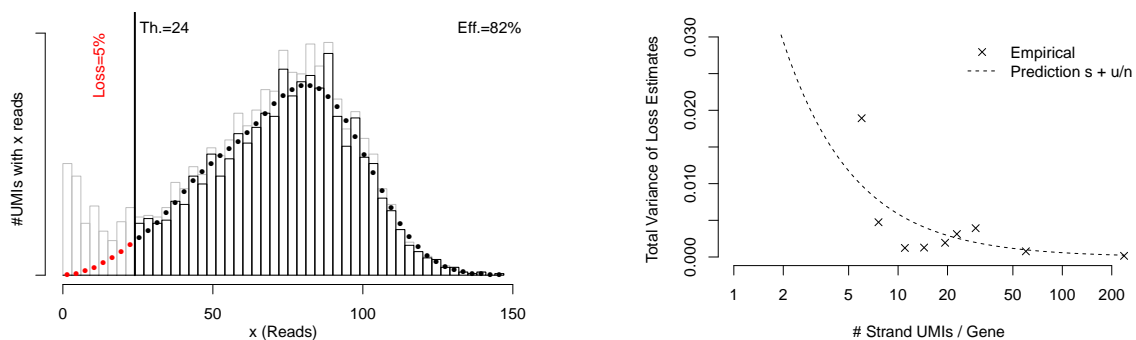 Th.=24
Eff.=82%
Loss=5%
#UMIs with x reads
0
50
100
150
x (Reads)
Empirical
Prediction s + u/n
Total Variance of Loss Estimates
0.030
0.020
0.010
0.000
1
2
5
10
20
50
100
200
# Strand UMIs / Gene